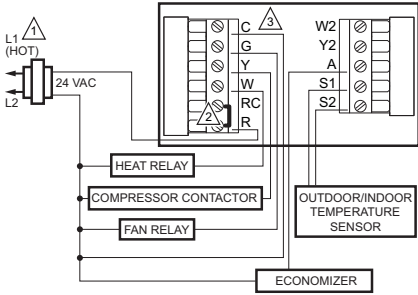 L1
(HOT)
1
L2
24 VAC
C
G
Y
W
RC
R
2
3
W2
Y2
A
S1
S2
HEAT RELAY
COMPRESSOR CONTACTOR
FAN RELAY
OUTDOOR/INDOOR
TEMPERATURE
SENSOR
ECONOMIZER